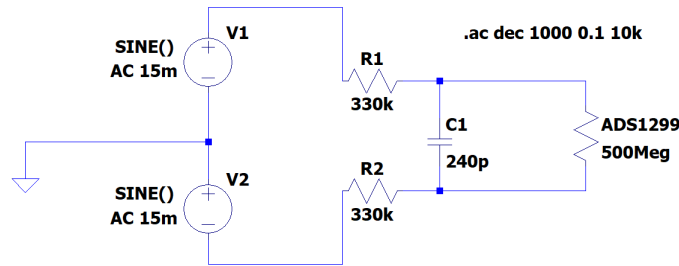 V1
SINE()
AC 15m
.ac dec 1000 0.1 10k
R1
330k
C1
240p
ADS1299
500Meg
V2
SINE()
AC 15m
R2
330k